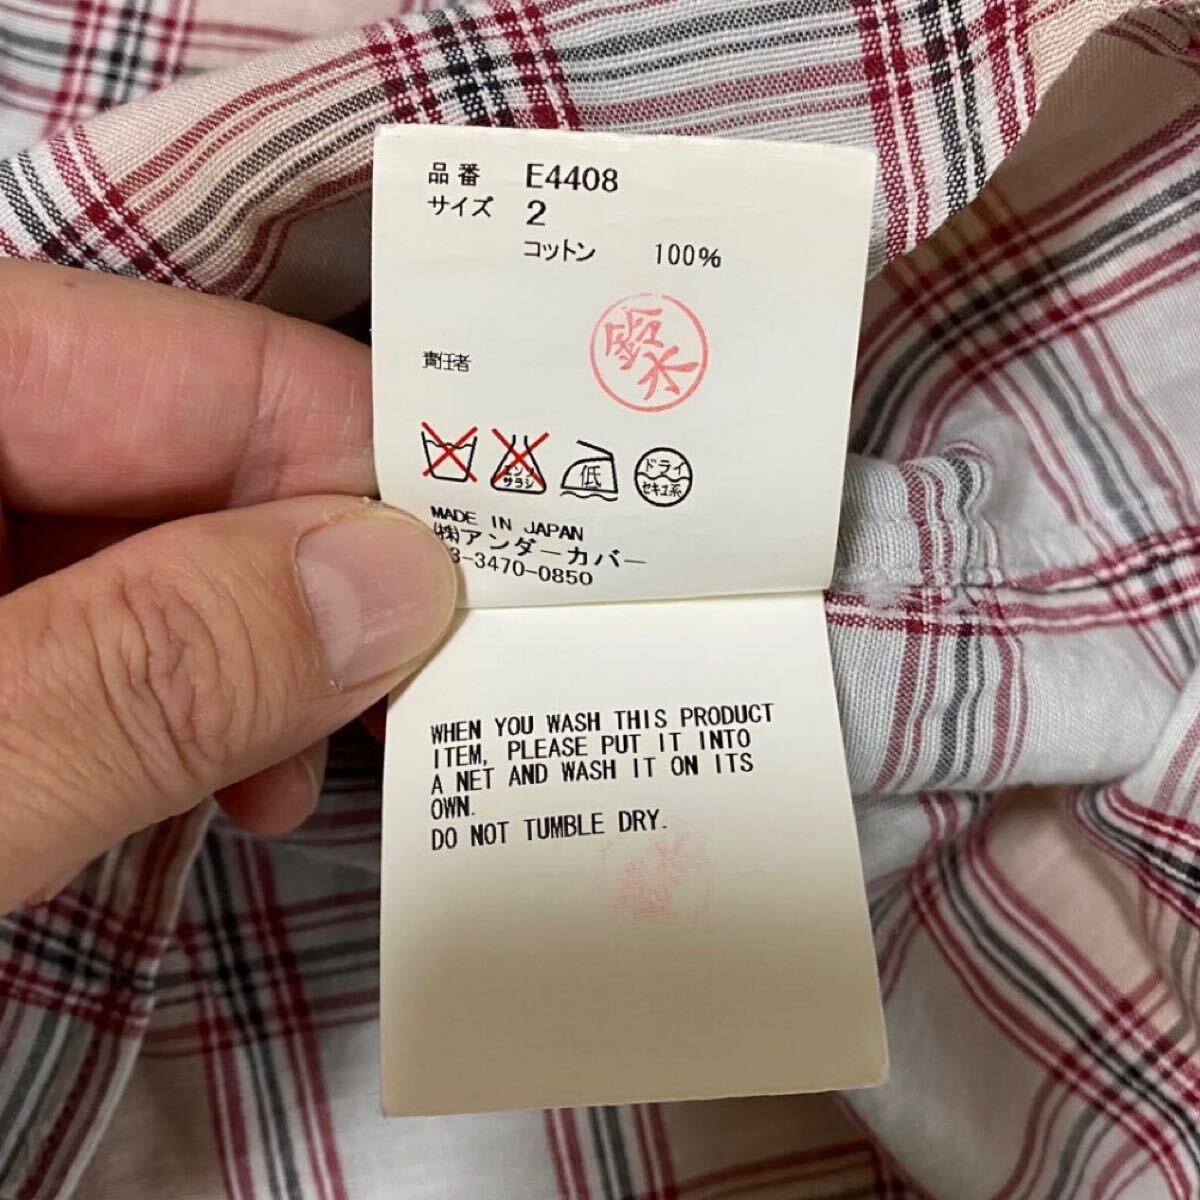 品番 E4408
サイズ 2
コットン 100%
責任者
鈴木
エンソ
サラシ
低
ドライ
セキユ系
MADE IN JAPAN
(株)アンダーカバー
3-3470-0850
WHEN YOU WASH THIS PRODUCT
ITEM, PLEASE PUT IT INTO
A NET AND WASH IT ON ITS
OWN.
DO NOT TUMBLE DRY.